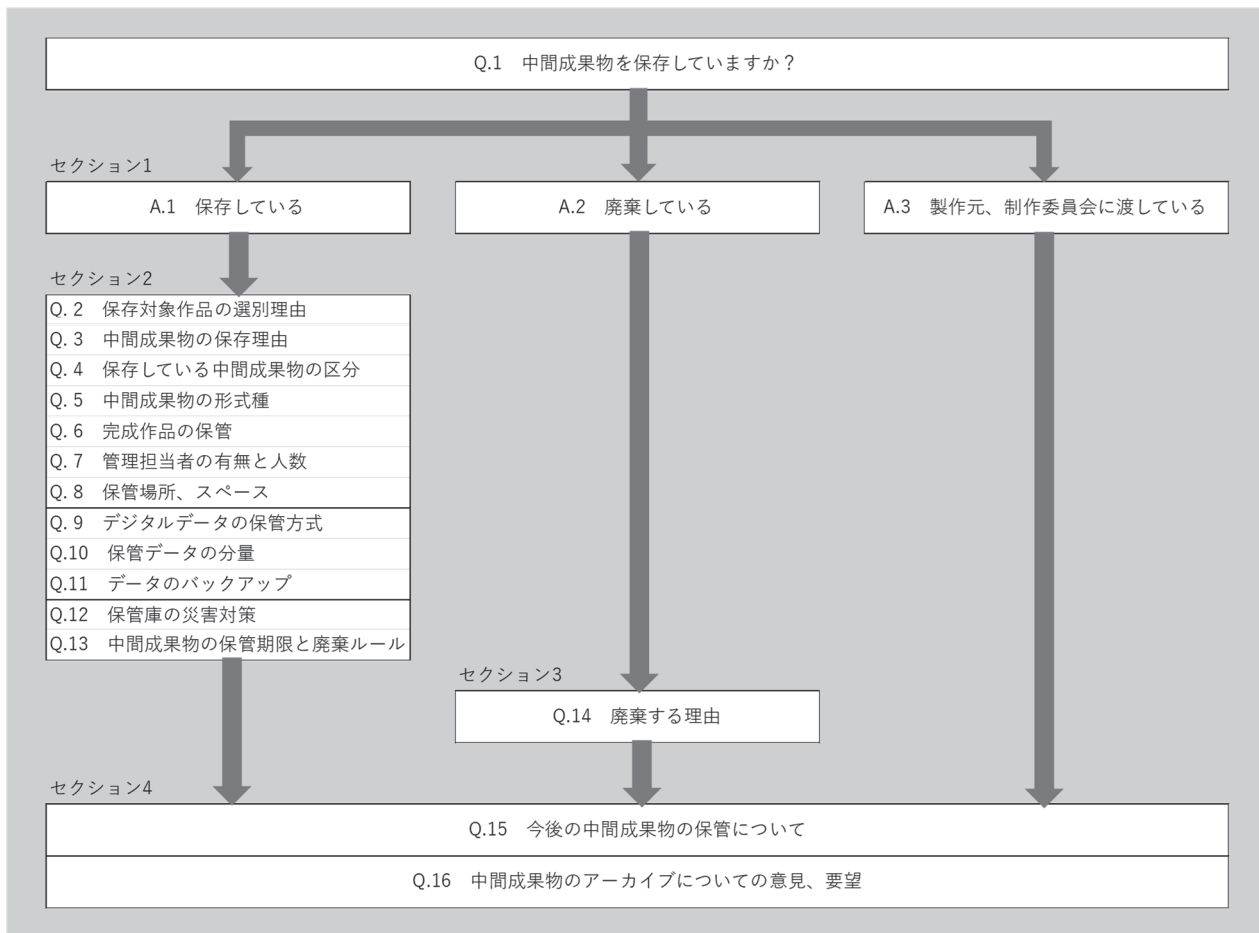 Q.1 中間成果物を保存していますか？
セクション1
A.1 保存している
A.2 廃棄している
A.3 製作元、制作委員会に渡している
セクション2
Q. 2 保存対象作品の選別理由
Q. 3 中間成果物の保存理由
Q. 4 保存している中間成果物の区分
Q. 5 中間成果物の形式種
Q. 6 完成作品の保管
Q. 7 管理担当者の有無と人数
Q. 8 保管場所、スペース
Q. 9 デジタルデータの保管方式
Q.10 保管データの分量
Q.11 データのバックアップ
Q.12 保管庫の災害対策
Q.13 中間成果物の保管期限と廃棄ルール
セクション3
Q.14 廃棄する理由
セクション4
Q.15 今後の中間成果物の保管について
Q.16 中間成果物のアーカイブについての意見、要望